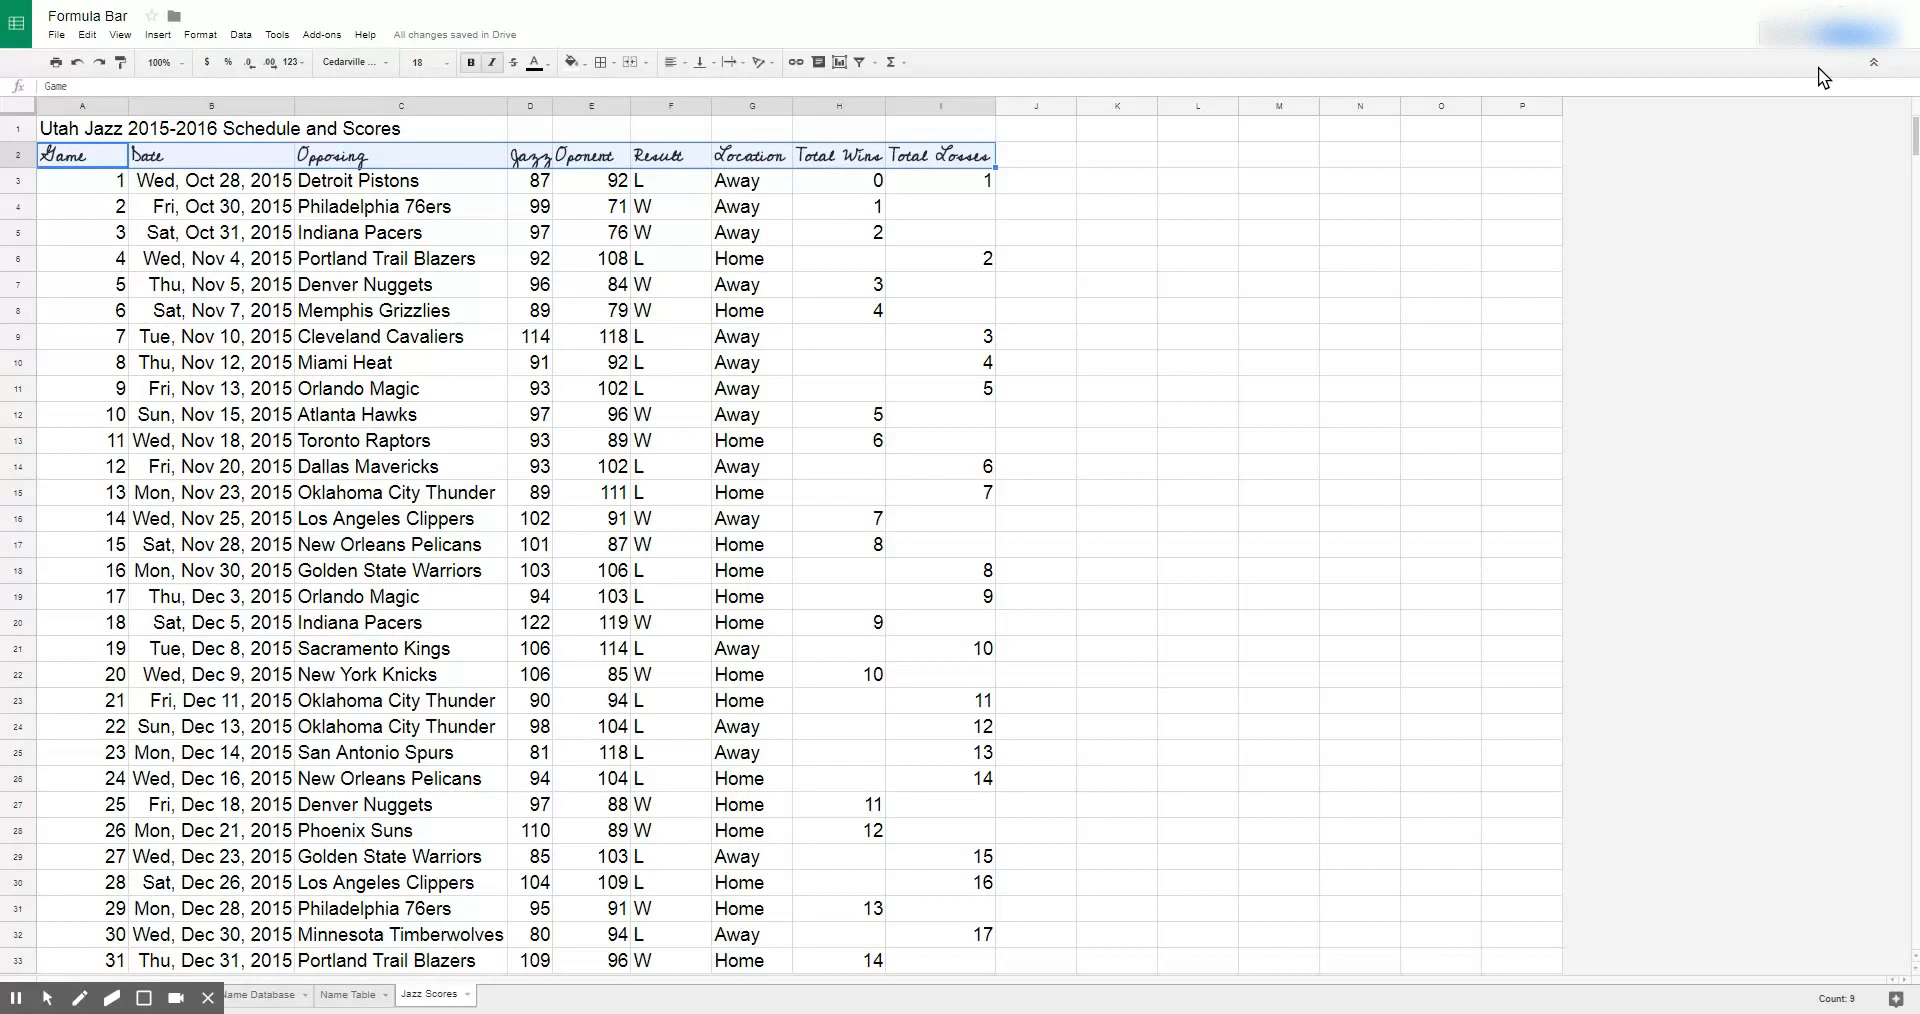 Formula Bar
File Edit View Insert Format Data Tools Add-ons Help All changes saved in Drive
100% $ % .0 .00 123 Cedarville ... 18 B I S A Σ
fx Game
A B C D E F G H I J K L M N O P
1 Utah Jazz 2015-2016 Schedule and Scores
2 Game Date Opposing Jazz Oponent Result Location Total Wins Total Losses
3 1 Wed, Oct 28, 2015 Detroit Pistons 87 92 L Away 0 1
4 2 Fri, Oct 30, 2015 Philadelphia 76ers 99 71 W Away 1
5 3 Sat, Oct 31, 2015 Indiana Pacers 97 76 W Away 2
6 4 Wed, Nov 4, 2015 Portland Trail Blazers 92 108 L Home 2
7 5 Thu, Nov 5, 2015 Denver Nuggets 96 84 W Away 3
8 6 Sat, Nov 7, 2015 Memphis Grizzlies 89 79 W Home 4
9 7 Tue, Nov 10, 2015 Cleveland Cavaliers 114 118 L Away 3
10 8 Thu, Nov 12, 2015 Miami Heat 91 92 L Away 4
11 9 Fri, Nov 13, 2015 Orlando Magic 93 102 L Away 5
12 10 Sun, Nov 15, 2015 Atlanta Hawks 97 96 W Away 5
13 11 Wed, Nov 18, 2015 Toronto Raptors 93 89 W Home 6
14 12 Fri, Nov 20, 2015 Dallas Mavericks 93 102 L Away 6
15 13 Mon, Nov 23, 2015 Oklahoma City Thunder 89 111 L Home 7
16 14 Wed, Nov 25, 2015 Los Angeles Clippers 102 91 W Away 7
17 15 Sat, Nov 28, 2015 New Orleans Pelicans 101 87 W Home 8
18 16 Mon, Nov 30, 2015 Golden State Warriors 103 106 L Home 8
19 17 Thu, Dec 3, 2015 Orlando Magic 94 103 L Home 9
20 18 Sat, Dec 5, 2015 Indiana Pacers 122 119 W Home 9
21 19 Tue, Dec 8, 2015 Sacramento Kings 106 114 L Away 10
22 20 Wed, Dec 9, 2015 New York Knicks 106 85 W Home 10
23 21 Fri, Dec 11, 2015 Oklahoma City Thunder 90 94 L Home 11
24 22 Sun, Dec 13, 2015 Oklahoma City Thunder 98 104 L Away 12
25 23 Mon, Dec 14, 2015 San Antonio Spurs 81 118 L Away 13
26 24 Wed, Dec 16, 2015 New Orleans Pelicans 94 104 L Home 14
27 25 Fri, Dec 18, 2015 Denver Nuggets 97 88 W Home 11
28 26 Mon, Dec 21, 2015 Phoenix Suns 110 89 W Home 12
29 27 Wed, Dec 23, 2015 Golden State Warriors 85 103 L Away 15
30 28 Sat, Dec 26, 2015 Los Angeles Clippers 104 109 L Home 16
31 29 Mon, Dec 28, 2015 Philadelphia 76ers 95 91 W Home 13
32 30 Wed, Dec 30, 2015 Minnesota Timberwolves 80 94 L Away 17
33 31 Thu, Dec 31, 2015 Portland Trail Blazers 109 96 W Home 14
Name Database Name Table Jazz Scores Count: 9